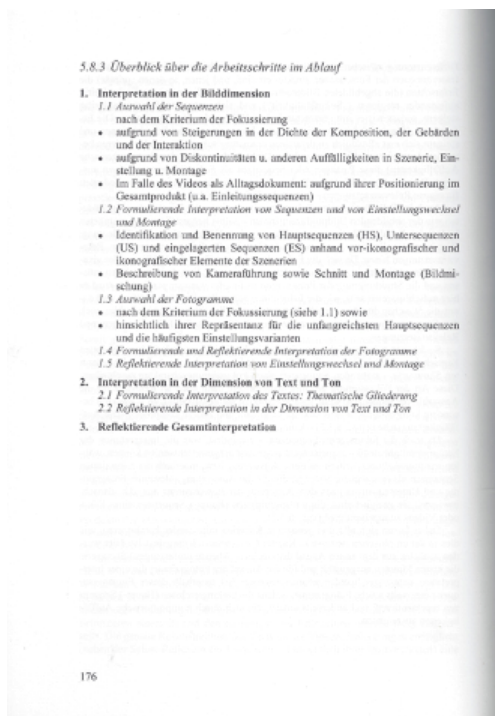 5.8.3 Überblick über die Arbeitsschritte im Ablauf
1. Interpretation in der Bilddimension
1.1 Auswahl der Sequenzen
nach dem Kriterium der Fokussierung
• aufgrund von Steigerungen in der Dichte der Komposition, der Gebärden
und der Interaktion
• aufgrund von Diskontinuitäten u. anderen Auffälligkeiten in Szenerie, Ein-
stellung u. Montage
• Im Falle des Videos als Alltagsdokument: aufgrund ihrer Positionierung im
Gesamtprodukt (u.a. Einleitungssequenzen)
1.2 Formulierende Interpretation von Sequenzen und von Einstellungswechsel
und Montage
• Identifikation und Benennung von Hauptsequenzen (HS), Untersequenzen
(US) und eingelagerten Sequenzen (ES) anhand vor-ikonografischer und
ikonografischer Elemente der Szenerien
• Beschreibung von Kameraführung sowie Schnitt und Montage (Bildmi-
schung)
1.3 Auswahl der Fotogramme
• nach dem Kriterium der Fokussierung (siehe 1.1) sowie
• hinsichtlich ihrer Repräsentanz für die umfangreichsten Hauptsequenzen
und die häufigsten Einstellungsvarianten
1.4 Formulierende und Reflektierende Interpretation der Fotogramme
1.5 Reflektierende Interpretation von Einstellungswechsel und Montage
2. Interpretation in der Dimension von Text und Ton
2.1 Formulierende Interpretation des Textes: Thematische Gliederung
2.2 Reflektierende Interpretation in der Dimension von Text und Ton
3. Reflektierende Gesamtinterpretation
176